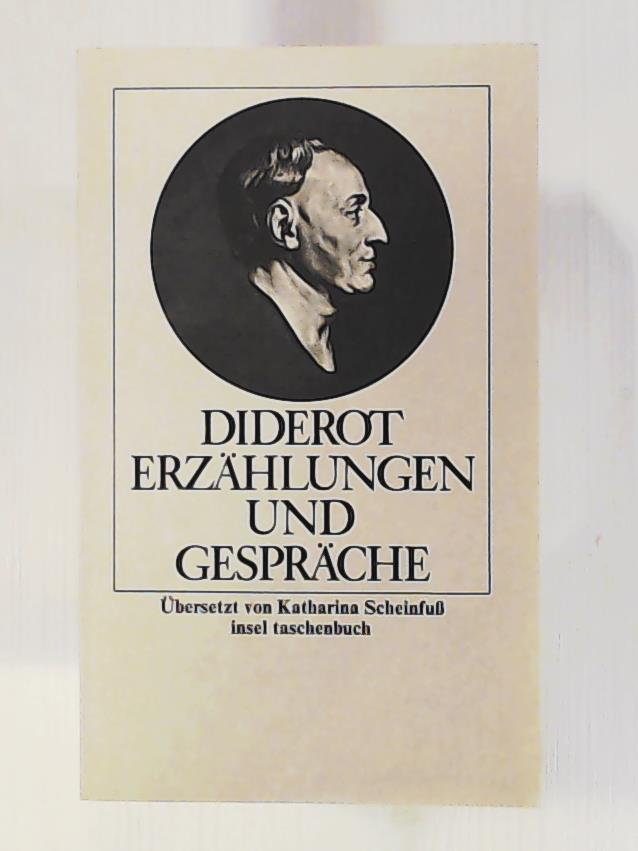 DIDEROT
ERZÄHLUNGEN
UND
GESPRÄCHE
Übersetzt von Katharina Scheinfuß
insel taschenbuch